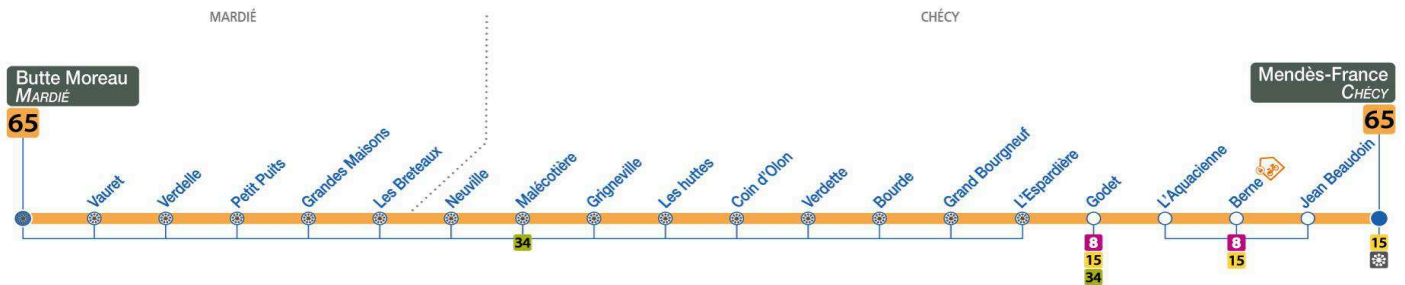 MARDIÉ
CHÉCY
Butte Moreau
MARDIÉ
65
Mendès-France
CHÉCY
65
Vauret
Verdelle
Petit Puits
Grandes Maisons
Les Breteaux
Neuville
Malécotière
Grigneville
Les huttes
Coin d'Olon
Verdette
Bourde
Grand Bourgneuf
L'Espardière
Godet
L'Aquacienne
Berne
Jean Beaudoin
34
8
15
34
8
15
15